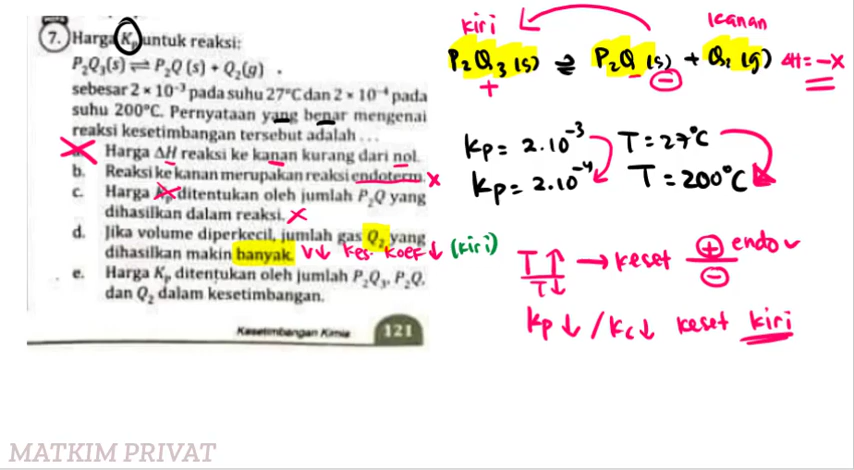 7. Harga Kp untuk reaksi:
P₂Q₃(s) ⇌ P₂Q (s) + Q₂(g) .
sebesar 2 × 10⁻³ pada suhu 27°C dan 2 × 10⁻⁴ pada
suhu 200°C. Pernyataan yang benar mengenai
reaksi kesetimbangan tersebut adalah . . .
Harga ΔH reaksi ke kanan kurang dari nol.
b. Reaksi ke kanan merupakan reaksi endoterm. x
c. Harga Kp ditentukan oleh jumlah P₂Q yang
dihasilkan dalam reaksi. x
d. Jika volume diperkecil, jumlah gas Q₂ yang
dihasilkan makin banyak. V↓ kes. koef ↓ (kiri)
e. Harga Kp ditentukan oleh jumlah P₂Q₃, P₂Q,
dan Q₂ dalam kesetimbangan.
Kesetimbangan Kimia 121
kiri kanan
P₂Q₃ (s) ⇌ P₂Q (s) + Q₂ (g) ΔH = -x
+ -
Kp = 2.10⁻³ T = 27°C
Kp = 2.10⁻⁴ T = 200°C
T↑ → keset + endo
T↓ -
Kp ↓ / Kc ↓ keset kiri
MATKIM PRIVAT